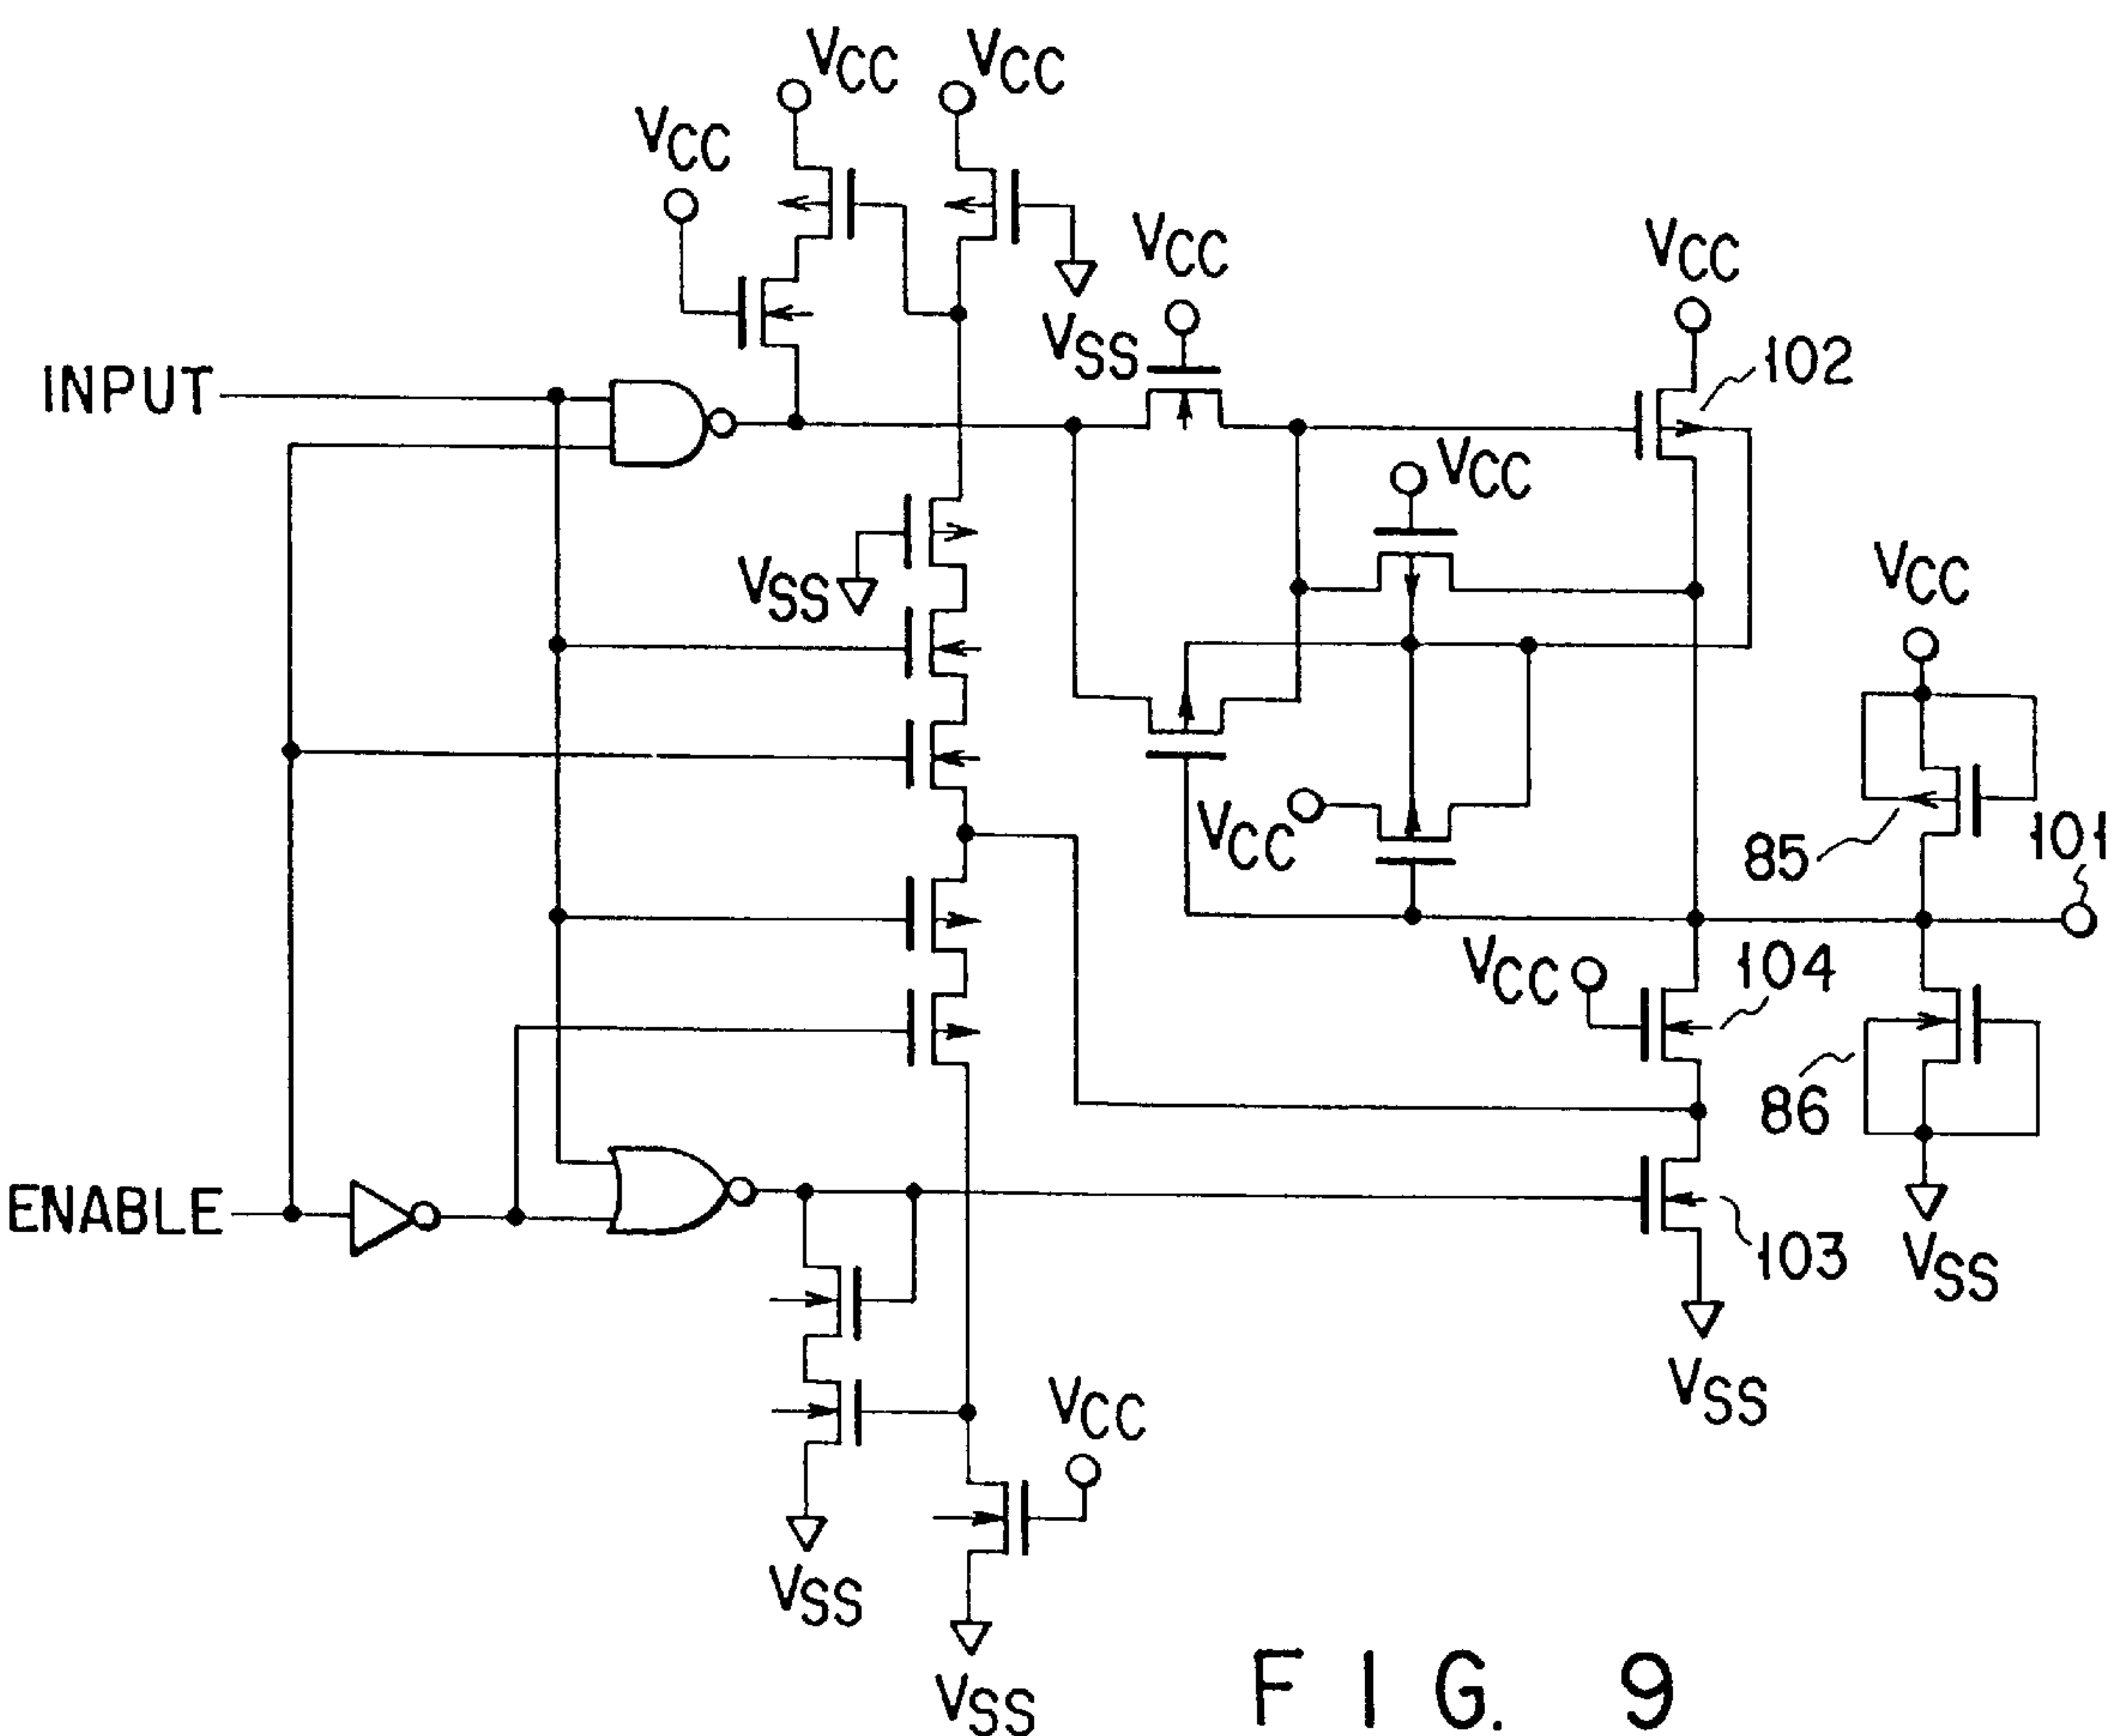 VCC
VCC
VCC
VCC
VCC
VSS
102
INPUT
VCC
VCC
VSS
VCC
85
101
VCC
104
86
ENABLE
103
VSS
VSS
VCC
VSS
VSS
FIG. 9